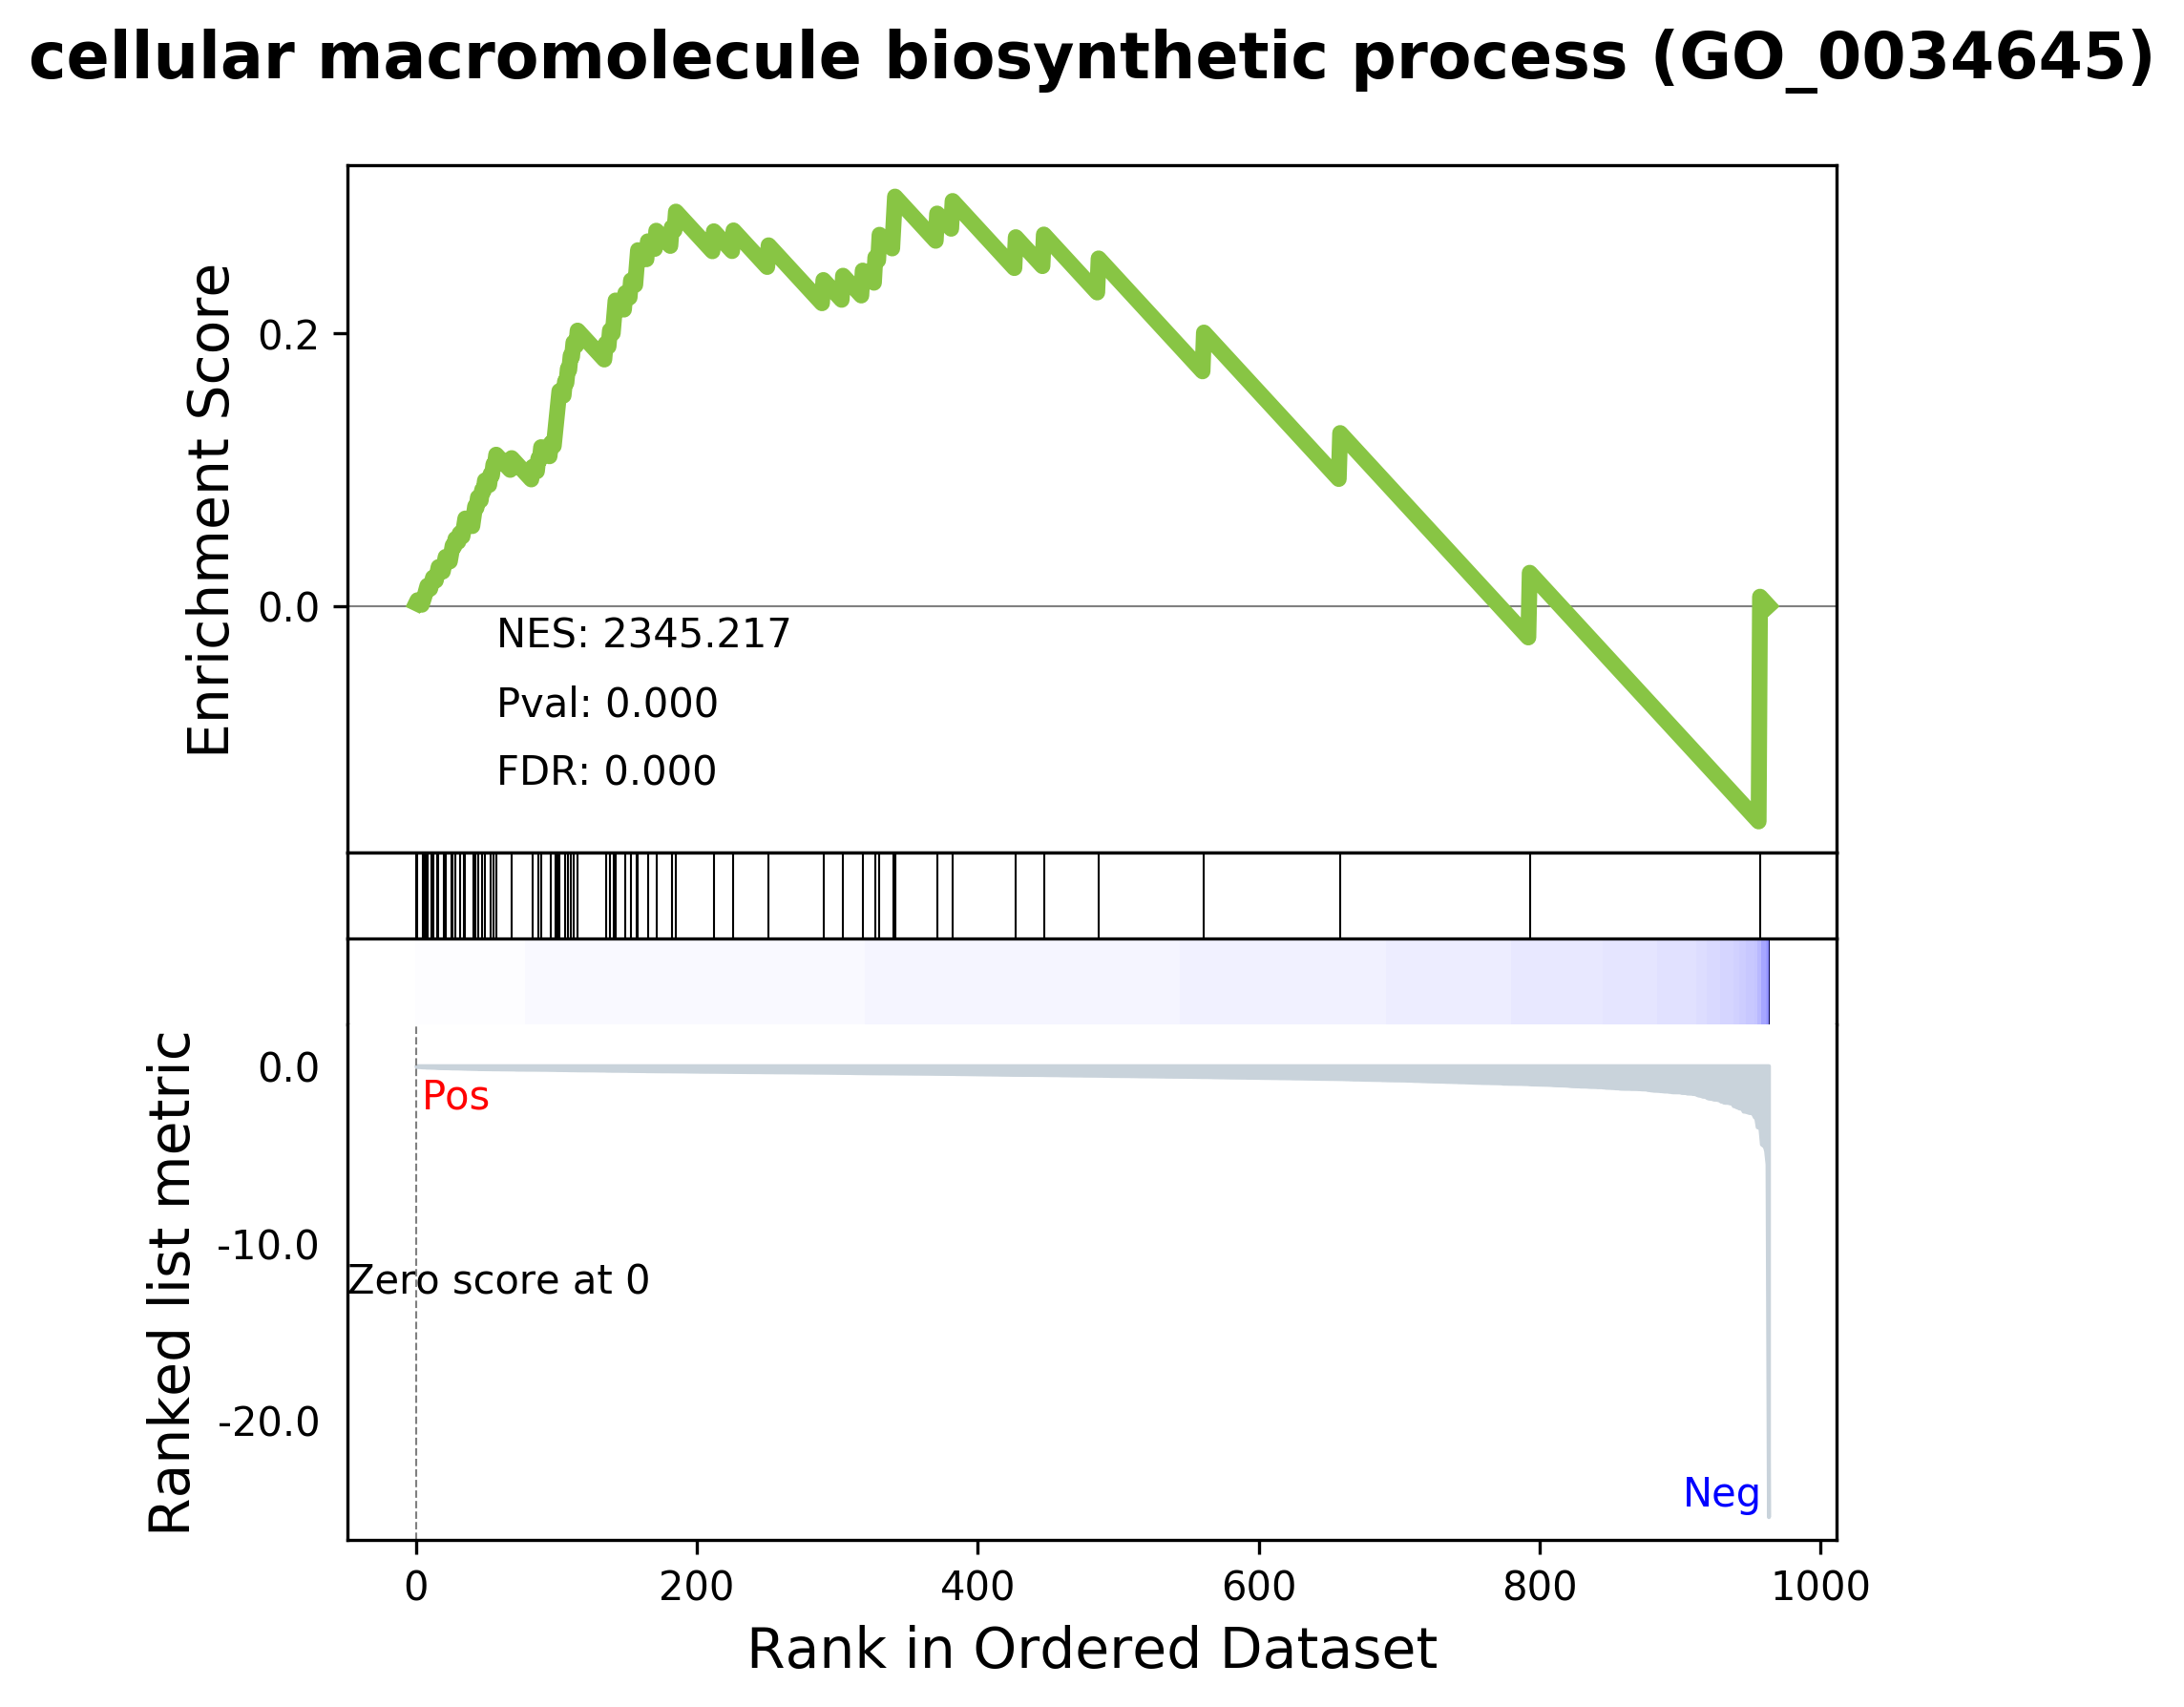 cellular macromolecule biosynthetic process (GO_0034645)
Enrichment Score
0.2
0.0
NES: 2345.217
Pval: 0.000
FDR: 0.000
Ranked list metric
0.0
Pos
-10.0
Zero score at 0
-20.0
Neg
0 200 400 600 800 1000
Rank in Ordered Dataset